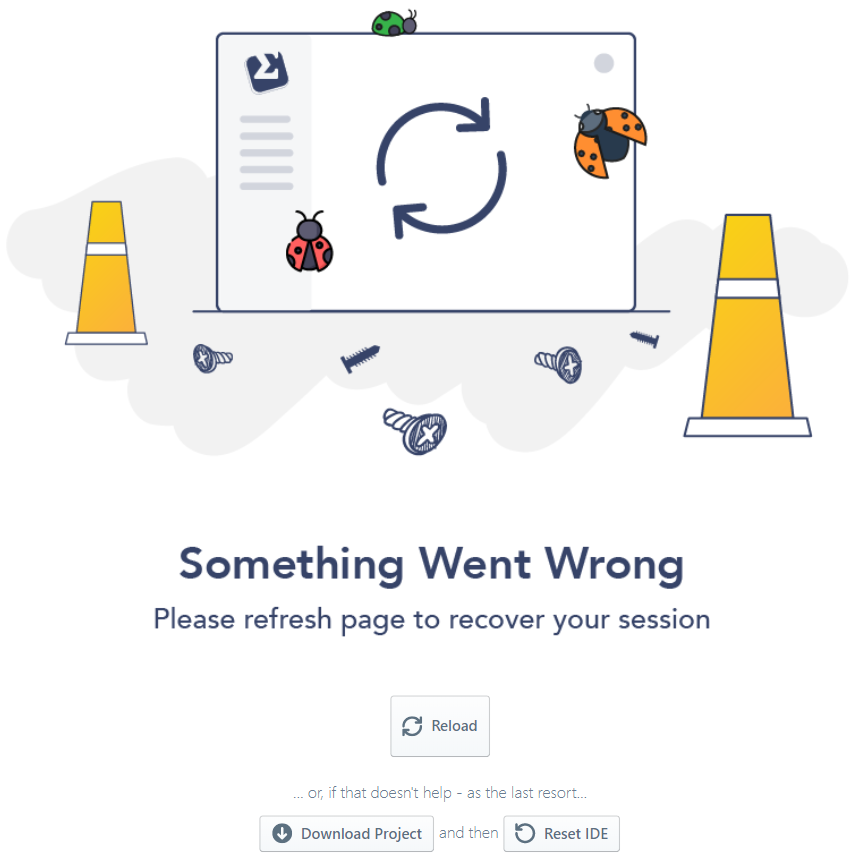 Something Went Wrong
Please refresh page to recover your session
Reload
... or, if that doesn't help - as the last resort...
Download Project and then Reset IDE